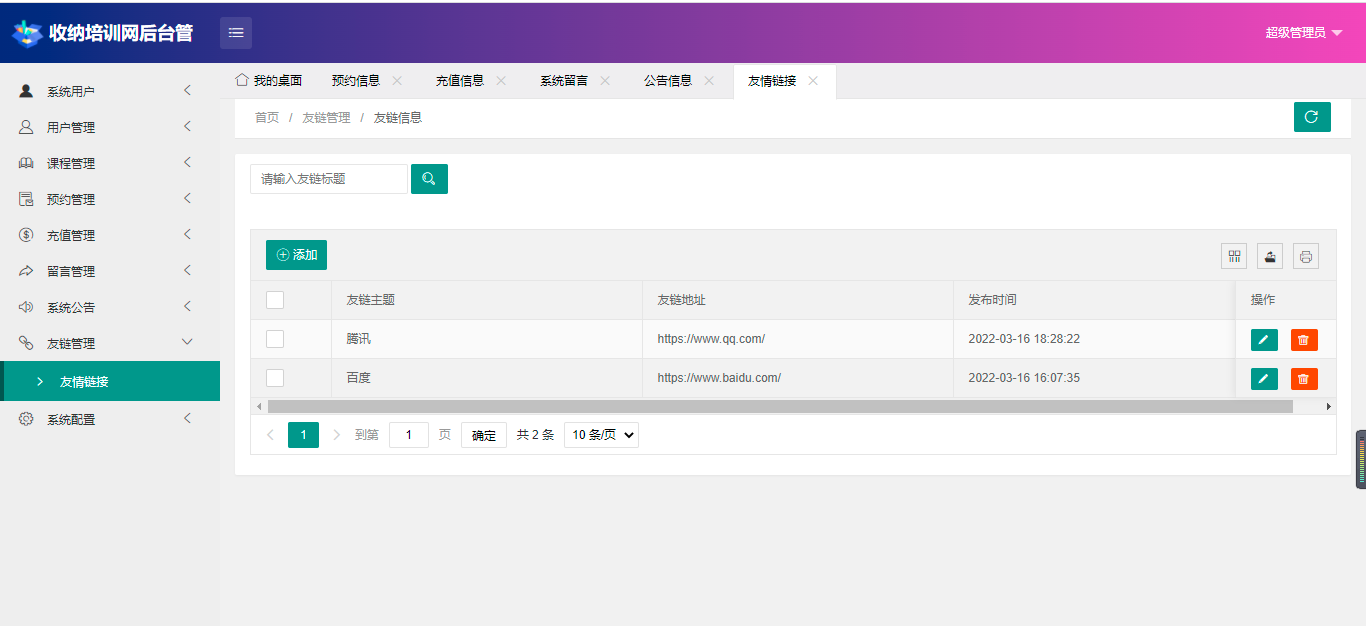 收纳培训网后台管
超级管理员
系统用户
用户管理
课程管理
预约管理
充值管理
留言管理
系统公告
友链管理
友情链接
系统配置
我的桌面 预约信息 充值信息 系统留言 公告信息 友情链接
首页 / 友链管理 / 友链信息
请输入友链标题
添加
友链主题 友链地址 发布时间 操作
腾讯 https://www.qq.com/ 2022-03-16 18:28:22
百度 https://www.baidu.com/ 2022-03-16 16:07:35
1 到第 1 页 确定 共 2 条 10 条/页